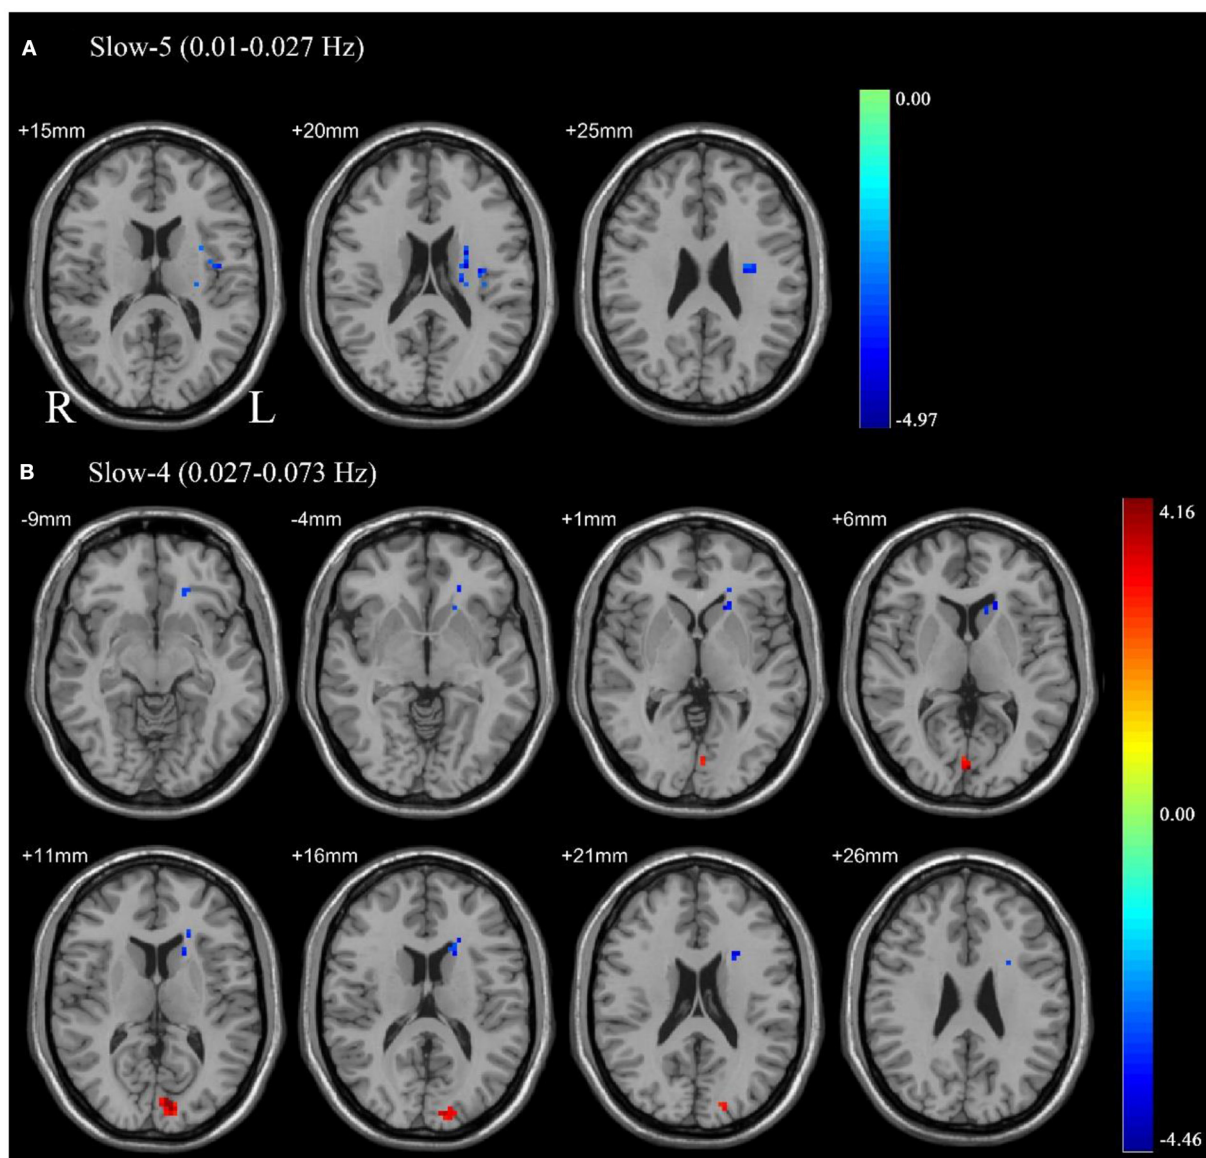 A Slow-5 (0.01-0.027 Hz)
+15mm +20mm +25mm
0.00
-4.97
R L
B Slow-4 (0.027-0.073 Hz)
-9mm -4mm +1mm +6mm
4.16
0.00
+11mm +16mm +21mm +26mm
-4.46